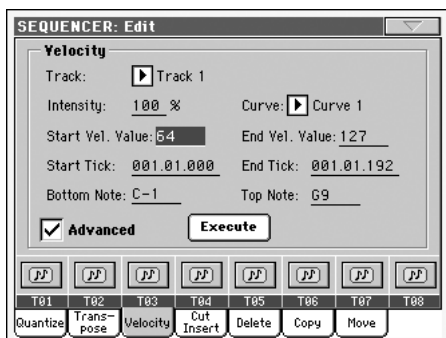 SEQUENCER: Edit
Velocity
Track: Track 1
Intensity: 100 % Curve: Curve 1
Start Vel. Value: 64 End Vel. Value: 127
Start Tick: 001.01.000 End Tick: 001.01.192
Bottom Note: C-1 Top Note: G9
Advanced Execute
T01 T02 T03 T04 T05 T06 T07 T08
Quantize Trans-pose Velocity Cut Insert Delete Copy Move